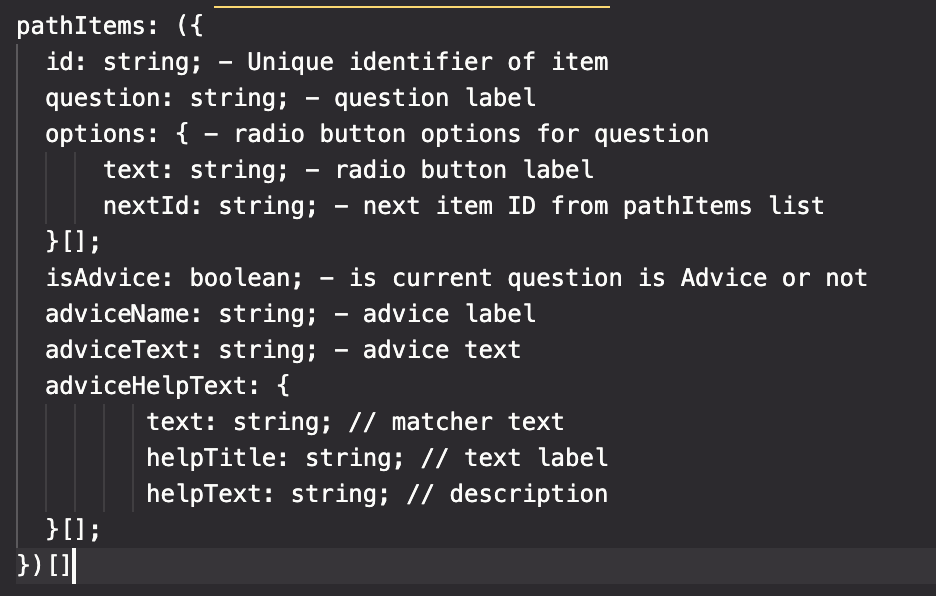 pathItems: ({
id: string; – Unique identifier of item
question: string; – question label
options: { – radio button options for question
text: string; – radio button label
nextId: string; – next item ID from pathItems list
}[];
isAdvice: boolean; – is current question is Advice or not
adviceName: string; – advice label
adviceText: string; – advice text
adviceHelpText: {
text: string; // matcher text
helpTitle: string; // text label
helpText: string; // description
}[];
})[]